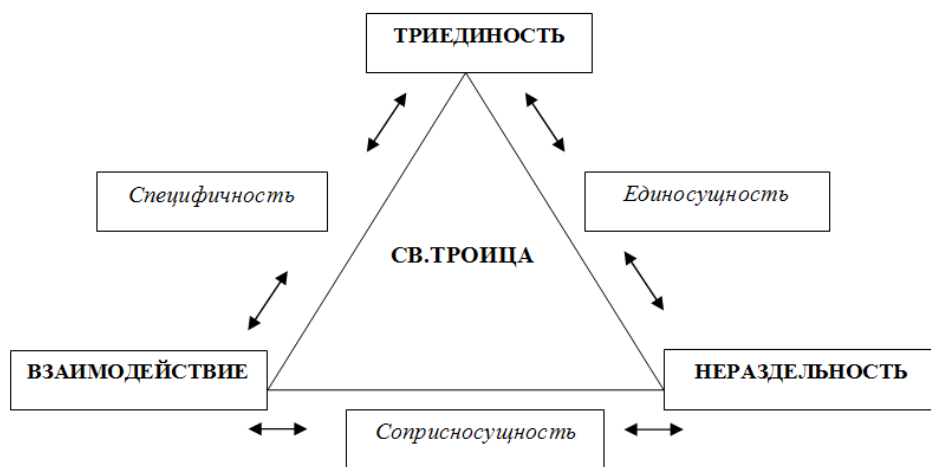 ТРИЕДИНОСТЬ
Специфичность
Единосущность
СВ.ТРОИЦА
ВЗАИМОДЕЙСТВИЕ
НЕРАЗДЕЛЬНОСТЬ
Соприсносущность